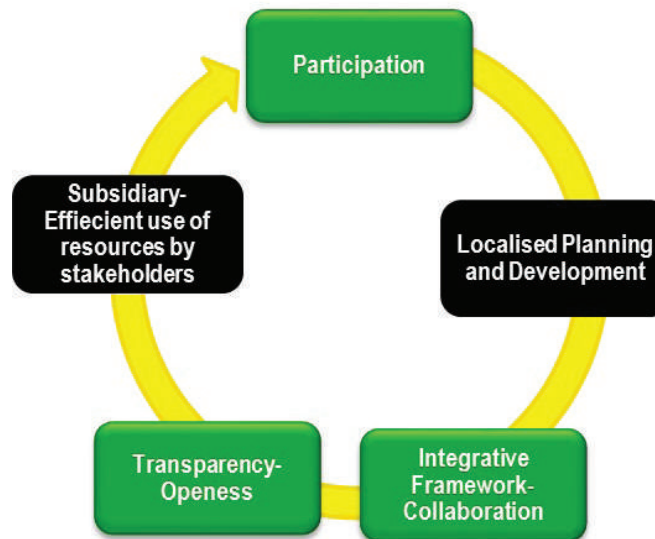 Participation
Localised Planning
and Development
Integrative
Framework-
Collaboration
Transparency-
Openess
Subsidiary-
Effiecient use of
resources by
stakeholders